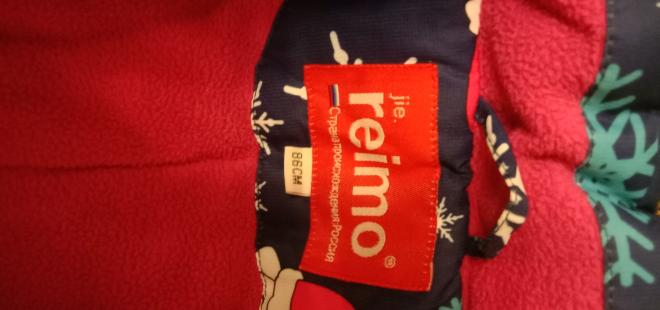 jie.
reimo®
Страна происхождения Россия
86CM